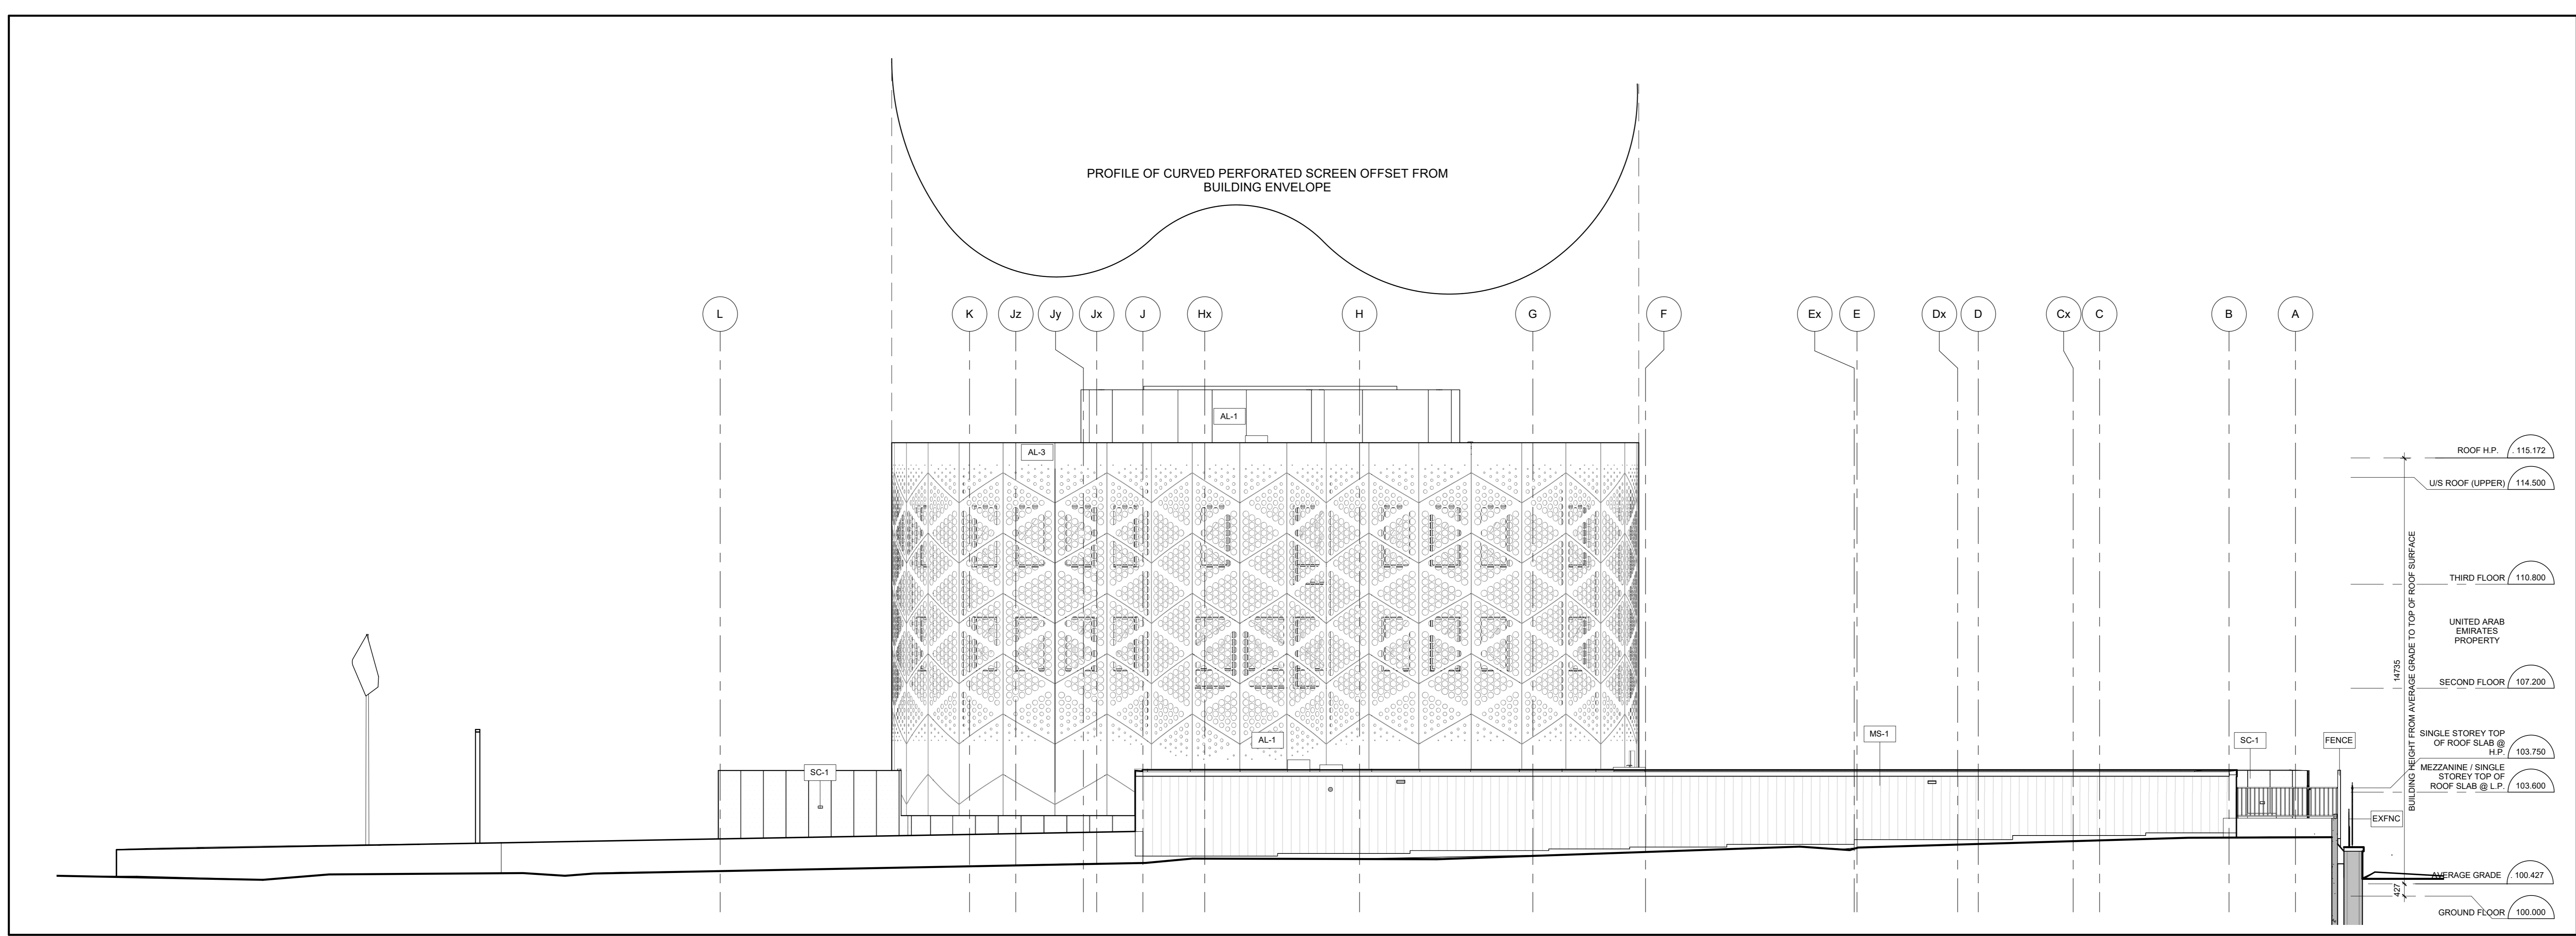 PROFILE OF CURVED PERFORATED SCREEN OFFSET FROM
BUILDING ENVELOPE
L
K
Jz
Jy
Jx
J
Hx
H
G
F
Ex
E
Dx
D
Cx
C
B
A
AL-1
AL-3
AL-1
SC-1
MS-1
SC-1
FENCE
EXFNC
ROOF H.P. 115.172
U/S ROOF (UPPER) 114.500
THIRD FLOOR 110.800
UNITED ARAB
EMIRATES
PROPERTY
SECOND FLOOR 107.200
SINGLE STOREY TOP
OF ROOF SLAB @
H.P. 103.750
MEZZANINE / SINGLE
STOREY TOP OF
ROOF SLAB @ L.P. 103.600
AVERAGE GRADE 100.427
GROUND FLOOR 100.000
14735
BUILDING HEIGHT FROM AVERAGE GRADE TO TOP OF ROOF SURFACE
427